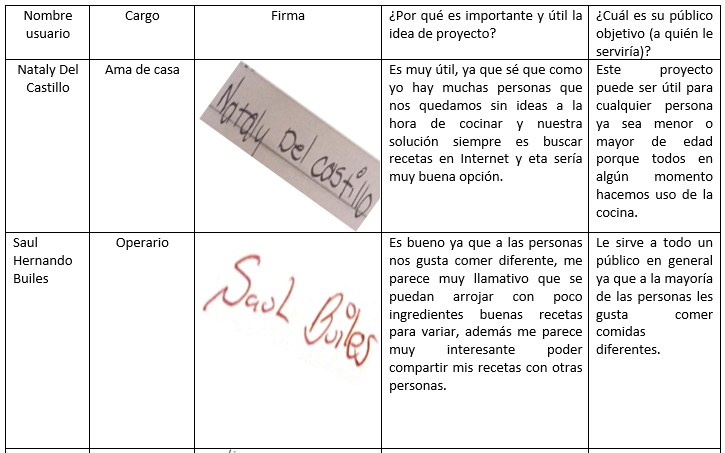 Nombre usuario
Cargo
Firma
¿Por qué es importante y útil la
idea de proyecto?
¿Cuál es su público
objetivo (a quién le
serviría)?
Nataly Del
Castillo
Ama de casa
Nataly Del castillo
Es muy útil, ya que sé que como
yo hay muchas personas que
nos quedamos sin ideas a la
hora de cocinar y nuestra
solución siempre es buscar
recetas en Internet y eta sería
muy buena opción.
Este proyecto
puede ser útil para
cualquier persona
ya sea menor o
mayor de edad
porque todos en
algún momento
hacemos uso de la
cocina.
Saul
Hernando
Builes
Operario
Saul Builes
Es bueno ya que a las personas
nos gusta comer diferente, me
parece muy llamativo que se
puedan arrojar con poco
ingredientes buenas recetas
para variar, además me parece
muy interesante poder
compartir mis recetas con otras
personas.
Le sirve a todo un
público en general
ya que a la mayoría
de las personas les
gusta comer
comidas
diferentes.